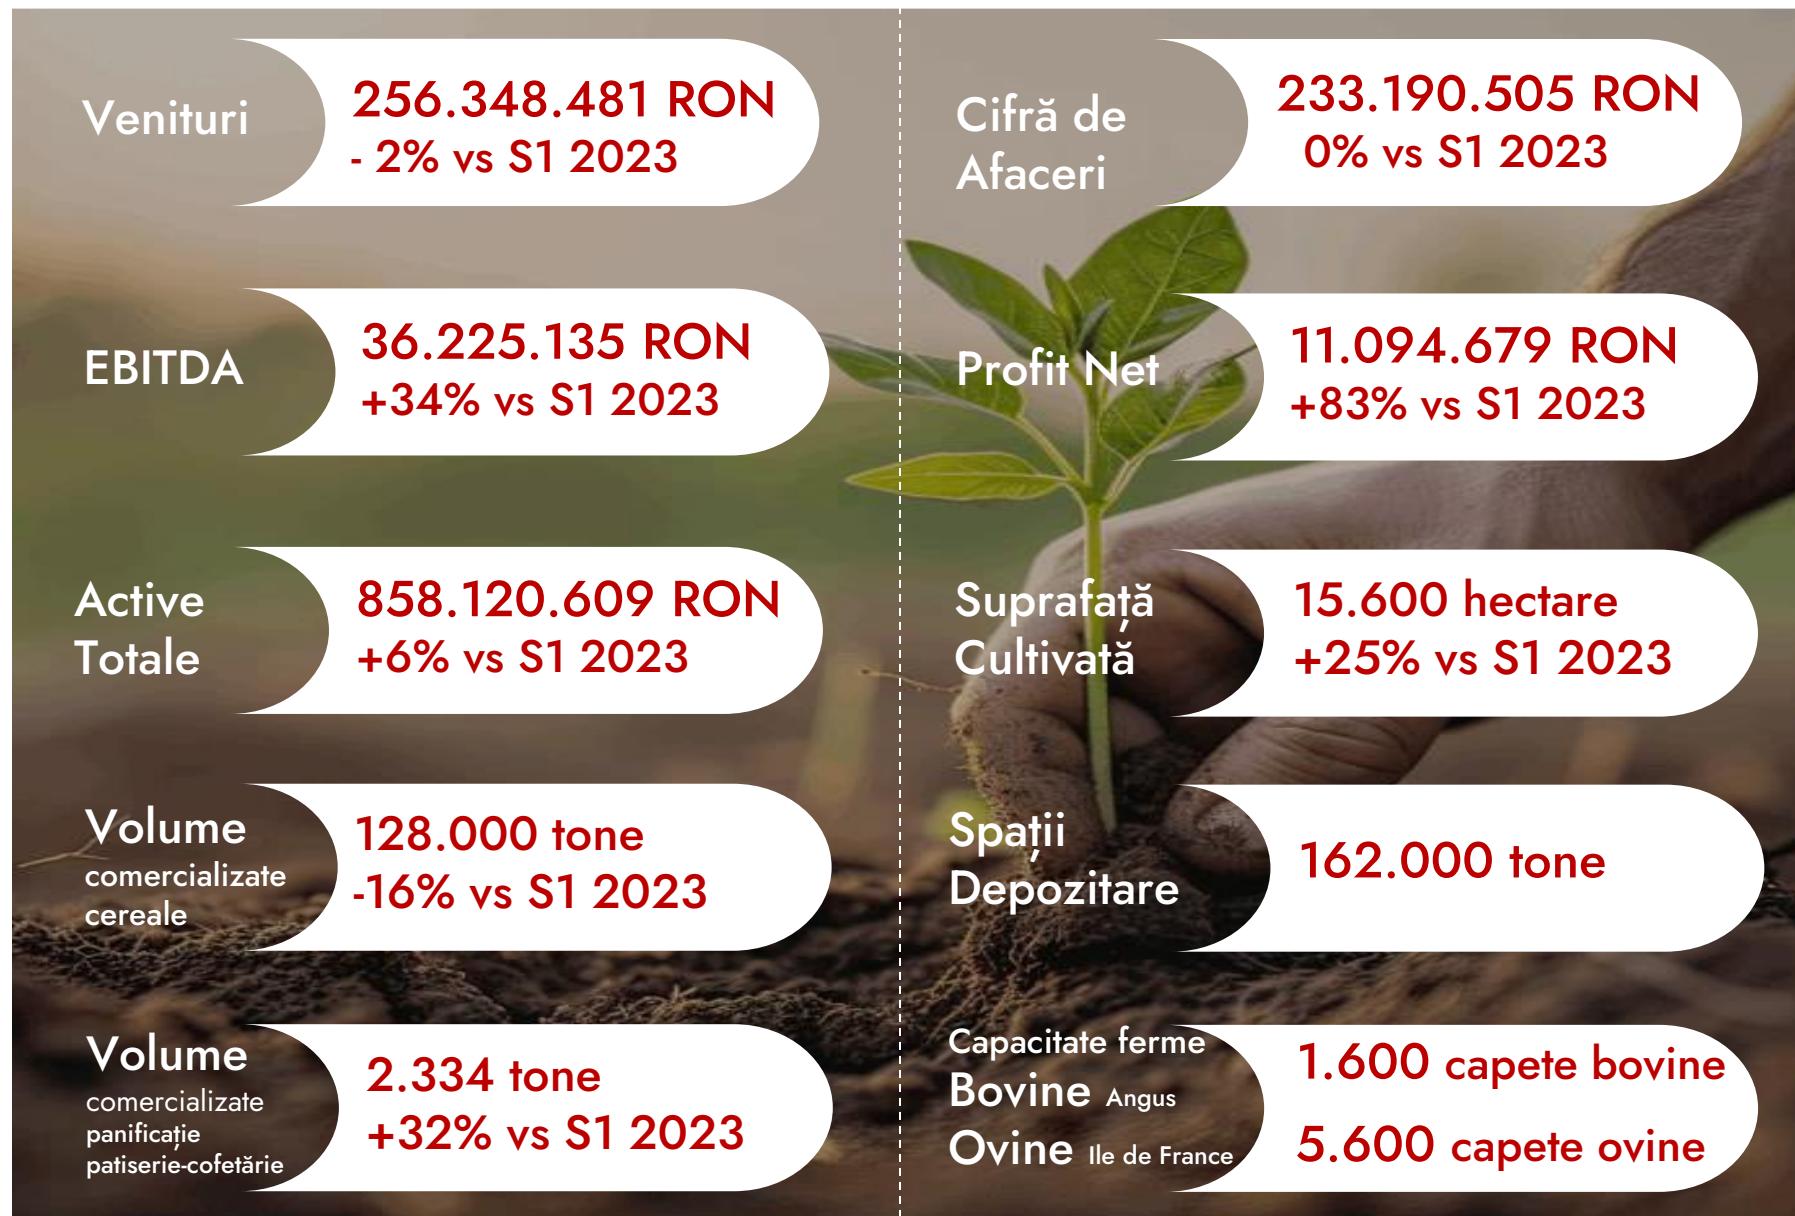 Venituri
256.348.481 RON
- 2% vs S1 2023
Cifră de
Afaceri
233.190.505 RON
0% vs S1 2023
EBITDA
36.225.135 RON
+34% vs S1 2023
Profit Net
11.094.679 RON
+83% vs S1 2023
Active
Totale
858.120.609 RON
+6% vs S1 2023
Suprafață
Cultivată
15.600 hectare
+25% vs S1 2023
Volume
comercializate
cereale
128.000 tone
-16% vs S1 2023
Spații
Depozitare
162.000 tone
Volume
comercializate
panificație
patiserie-cofetărie
2.334 tone
+32% vs S1 2023
Capacitate ferme
Bovine Angus
Ovine Ile de France
1.600 capete bovine
5.600 capete ovine